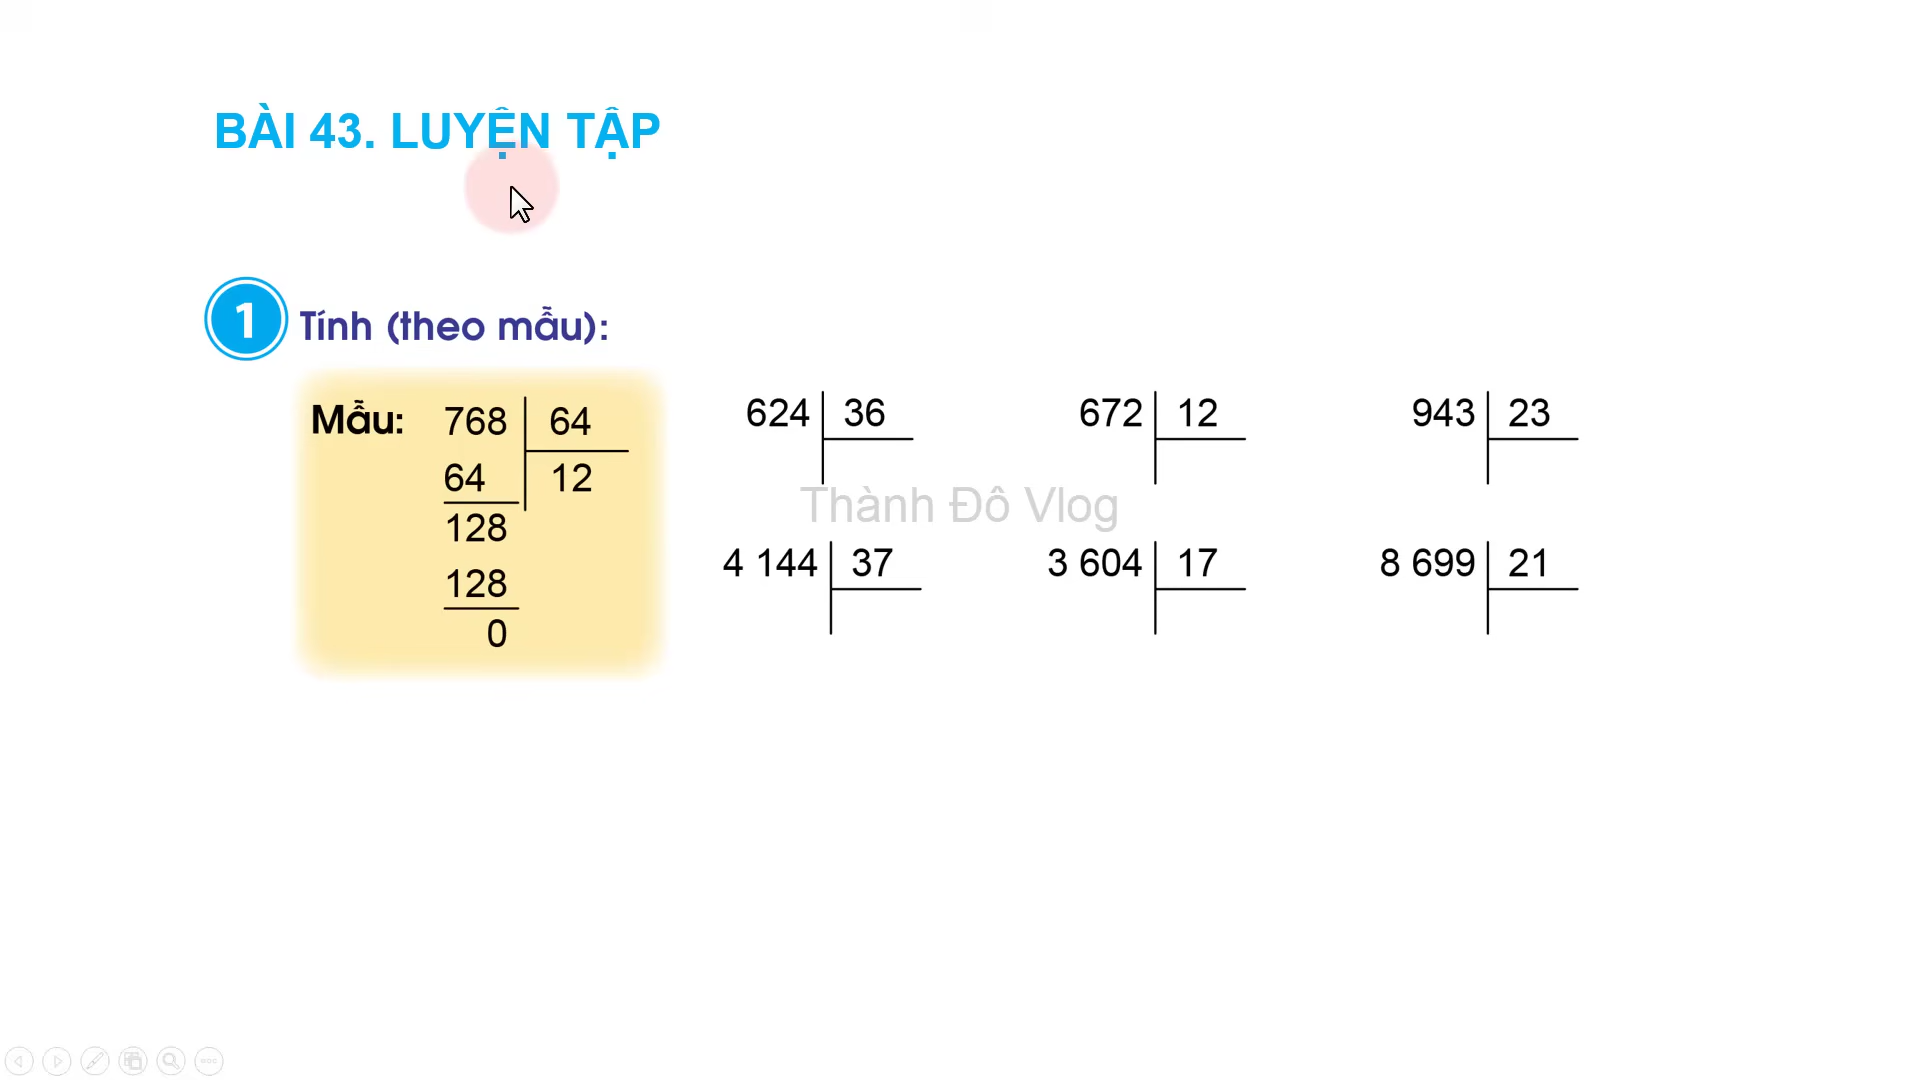 BÀI 43. LUYỆN TẬP
1 Tính (theo mẫu):
Mẫu: 768 64
64 12
128
128
0
624 36
672 12
943 23
Thành Đô Vlog
4 144 37
3 604 17
8 699 21